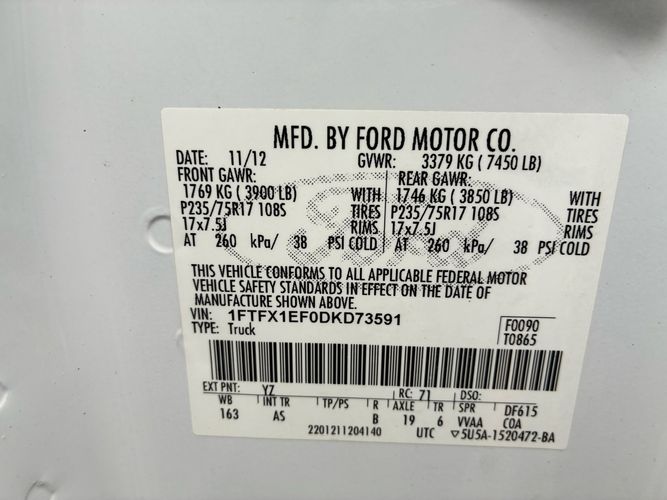 MFD. BY FORD MOTOR CO.
DATE: 11/12 GVWR: 3379 KG ( 7450 LB)
FRONT GAWR: REAR GAWR:
1769 KG ( 3900 LB) WITH 1746 KG ( 3850 LB) WITH
P235/75R17 108S TIRES P235/75R17 108S TIRES
17x7.5J RIMS 17x7.5J RIMS
AT 260 kPa/ 38 PSI COLD AT 260 kPa/ 38 PSI COLD
Ford
THIS VEHICLE CONFORMS TO ALL APPLICABLE FEDERAL MOTOR
VEHICLE SAFETY STANDARDS IN EFFECT ON THE DATE OF
MANUFACTURE SHOWN ABOVE.
VIN: 1FTFX1EF0DKD73591 F0090
TYPE: Truck T0865
EXT PNT: YZ RC: 71 DSO:
WB INT TR TP/PS R AXLE TR SPR DF615
163 AS B 19 6 VVAA COA
2201211204140 UTC ▽5U5A-1520472-BA